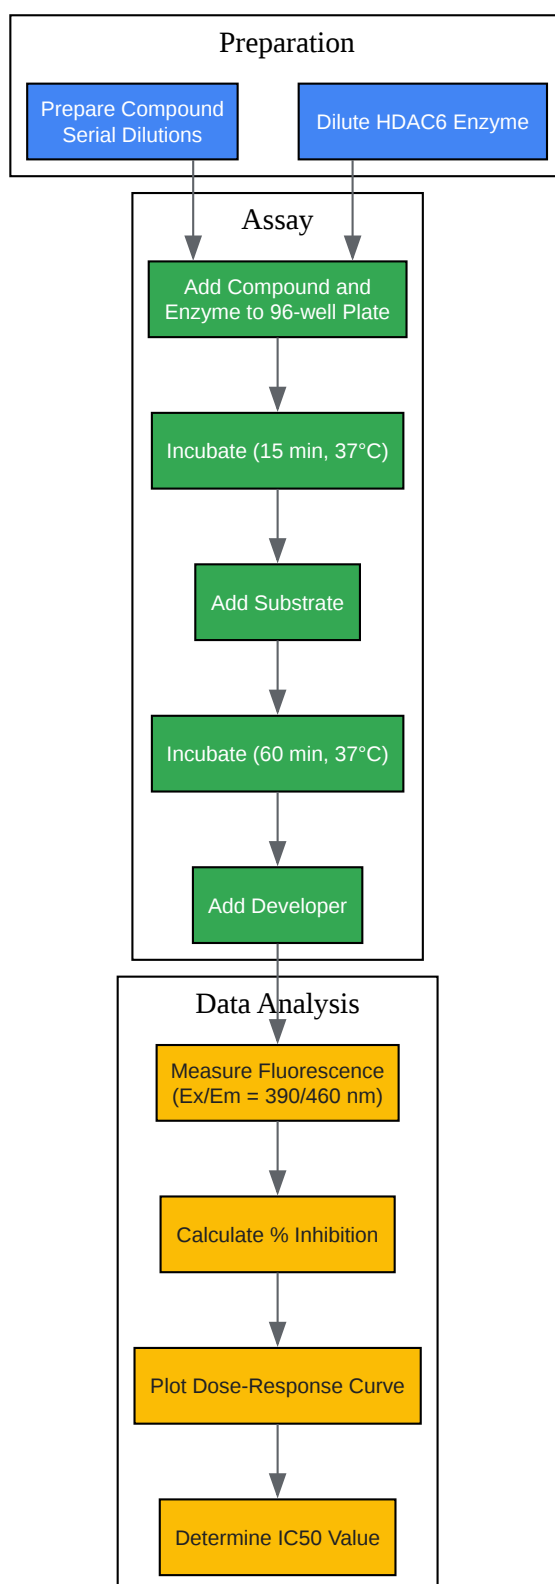 Preparation
Prepare Compound
Serial Dilutions
Dilute HDAC6 Enzyme
Assay
Add Compound and
Enzyme to 96-well Plate
Incubate (15 min, 37°C)
Add Substrate
Incubate (60 min, 37°C)
Add Developer
Data Analysis
Measure Fluorescence
(Ex/Em = 390/460 nm)
Calculate % Inhibition
Plot Dose-Response Curve
Determine IC50 Value